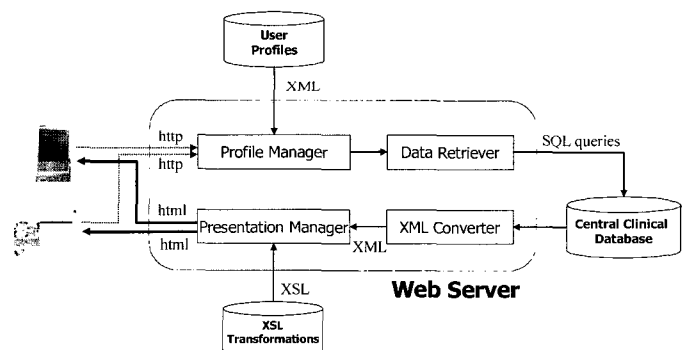 User
Profiles
XML
http
http
Profile Manager
Data Retriever
SQL queries
html
html
Presentation Manager
XML
XML Converter
Central Clinical
Database
XSL
Web Server
XSL
Transformations